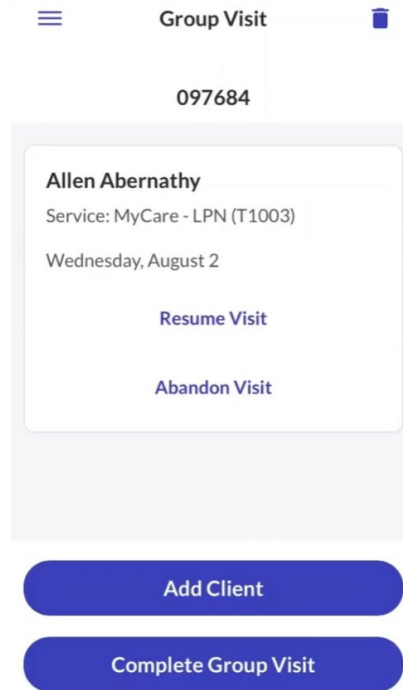 Group Visit
097684
Allen Abernathy
Service: MyCare - LPN (T1003)
Wednesday, August 2
Resume Visit
Abandon Visit
Add Client
Complete Group Visit